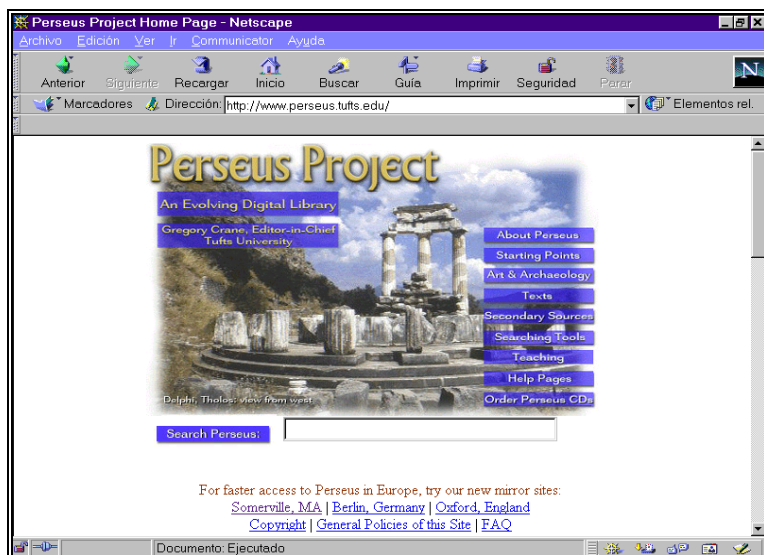 Perseus Project Home Page - Netscape
Archivo Edición Ver Ir Communicator Ayuda
Anterior Siguiente Recargar Inicio Buscar Guía Imprimir Seguridad Parar
N
Marcadores Dirección: http://www.perseus.tufts.edu/ Elementos rel.
Perseus Project
An Evolving Digital Library
Gregory Crane, Editor-in-Chief
Tufts University
About Perseus
Starting Points
Art & Archaeology
Texts
Secondary Sources
Searching Tools
Teaching
Help Pages
Order Perseus CDs
Delphi, Tholos: view from west
Search Perseus:
For faster access to Perseus in Europe, try our new mirror sites:
Somerville, MA | Berlin, Germany | Oxford, England
Copyright | General Policies of this Site | FAQ
Documento: Ejecutado